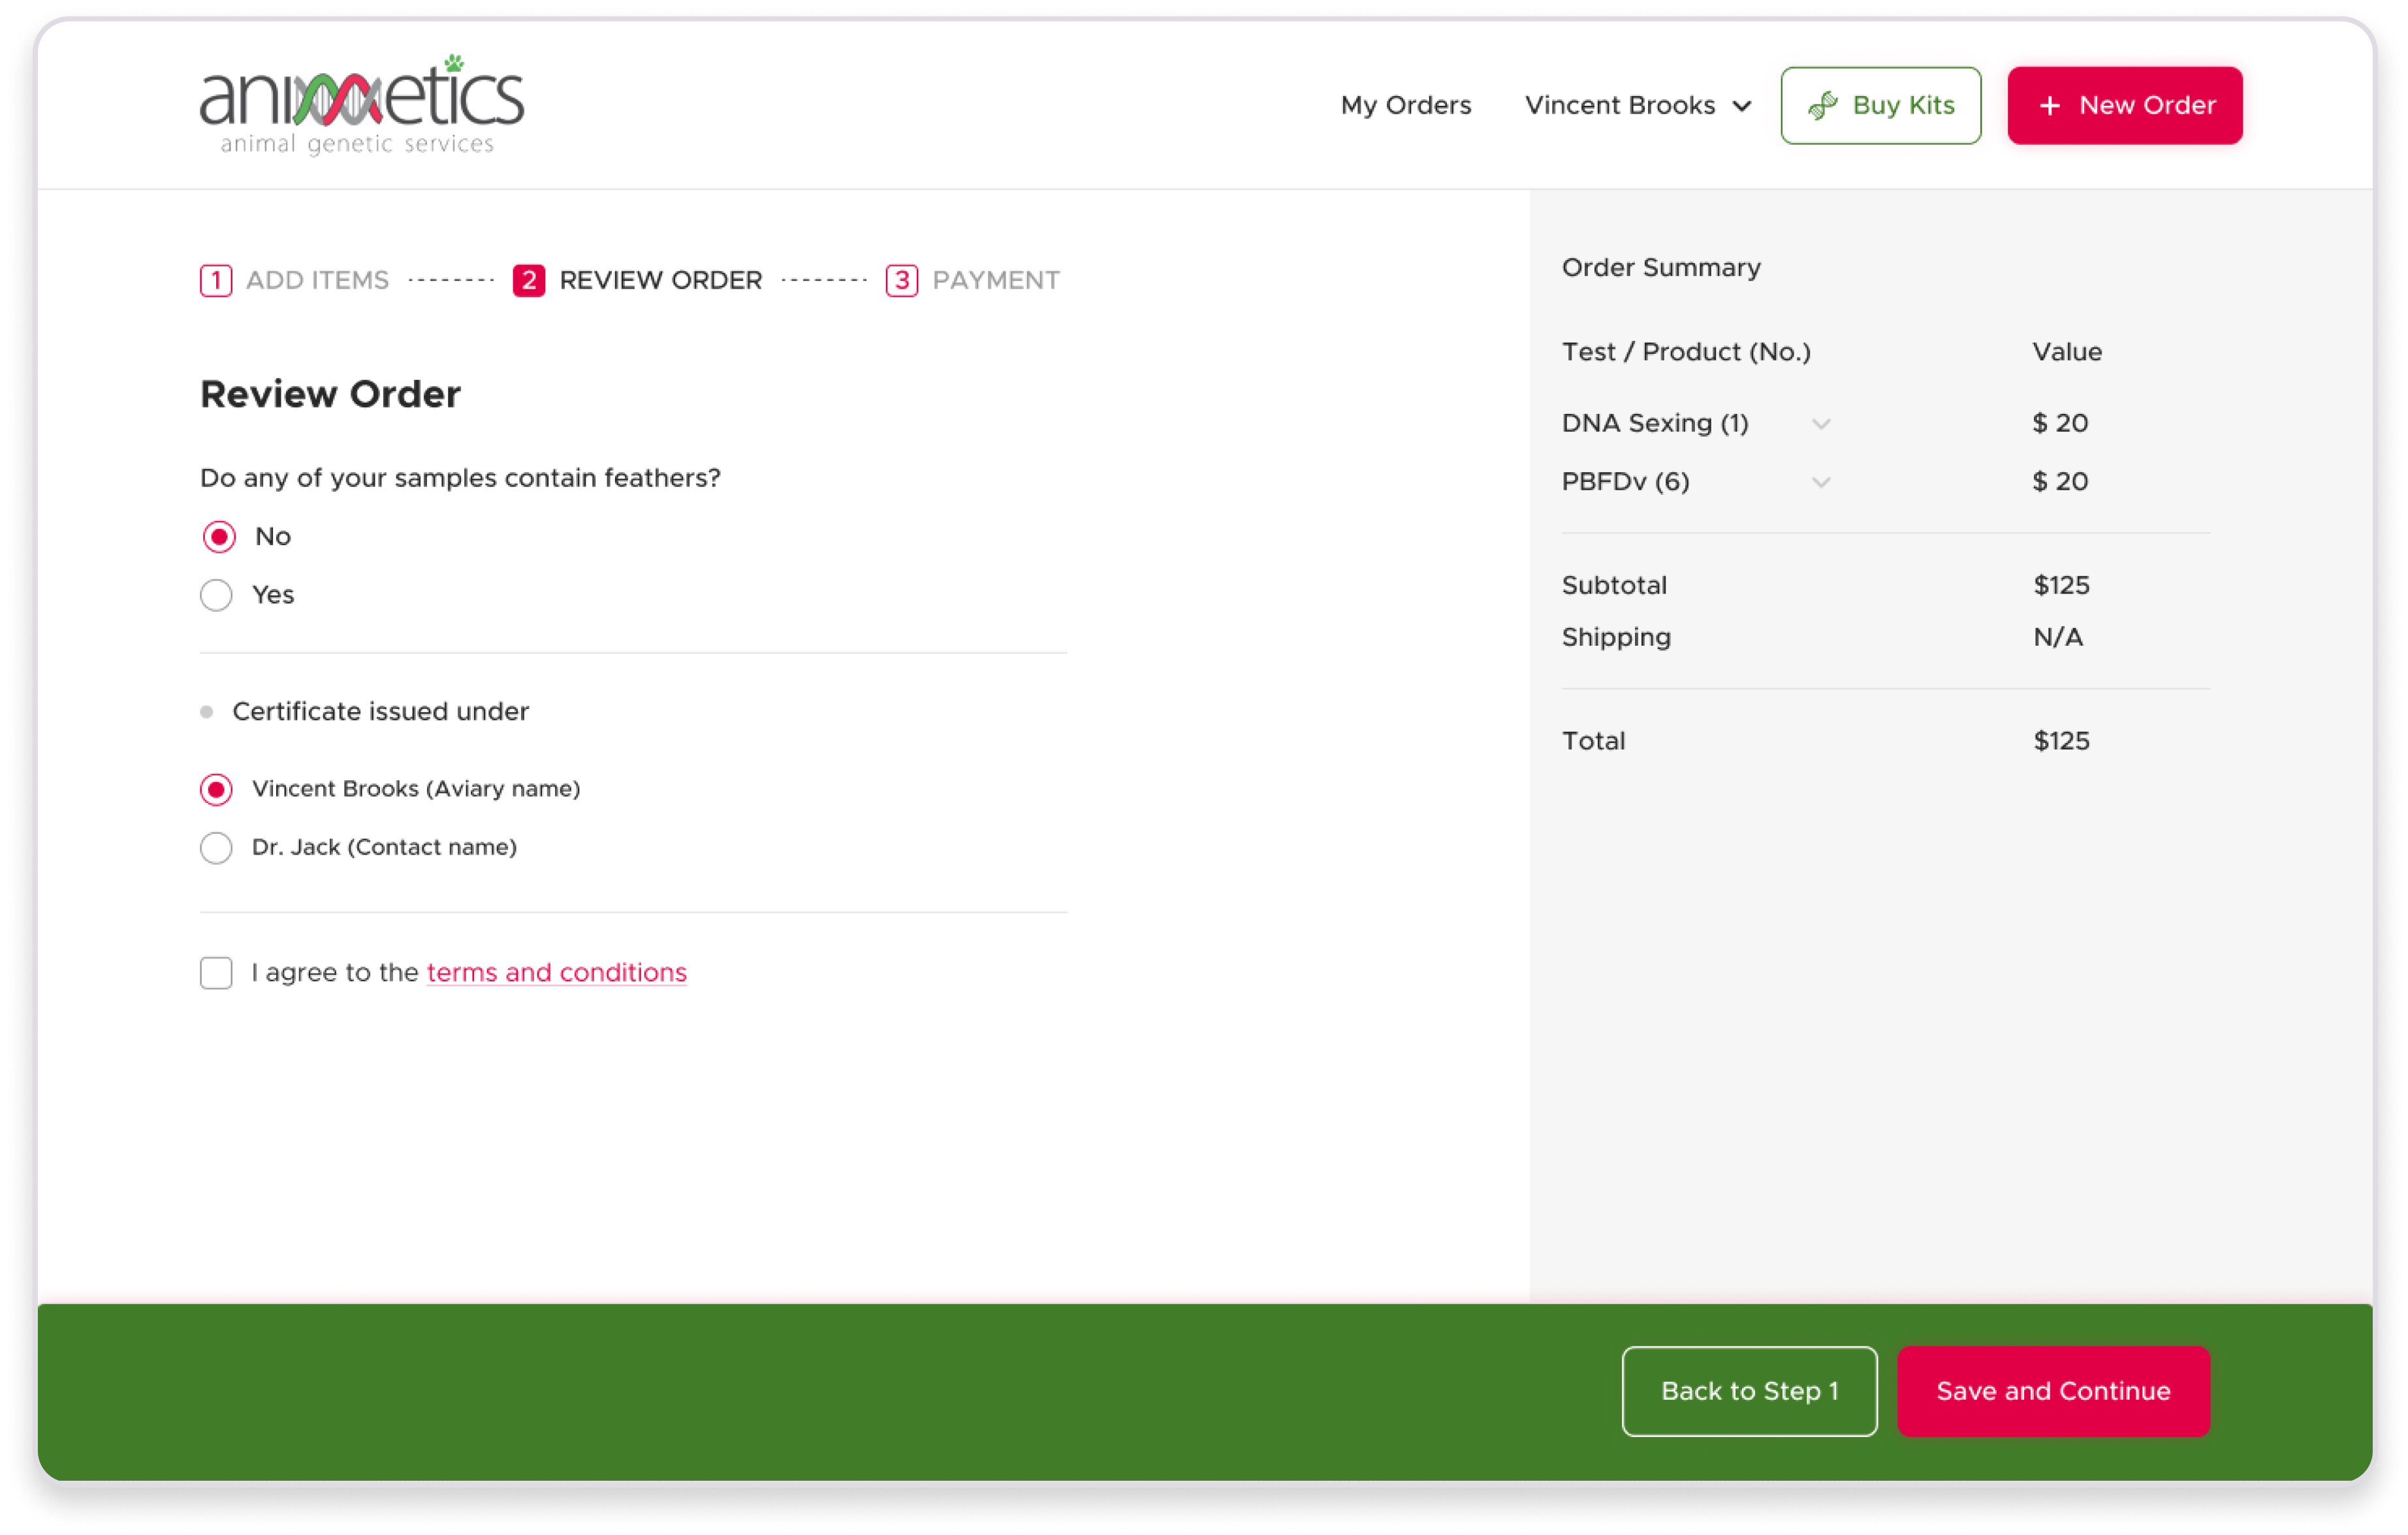 animetics
animal genetic services
My Orders Vincent Brooks Buy Kits + New Order
1 ADD ITEMS 2 REVIEW ORDER 3 PAYMENT
Review Order
Do any of your samples contain feathers?
No
Yes
Certificate issued under
Vincent Brooks (Aviary name)
Dr. Jack (Contact name)
I agree to the terms and conditions
Order Summary
Test / Product (No.) Value
DNA Sexing (1) $ 20
PBFDv (6) $ 20
Subtotal $125
Shipping N/A
Total $125
Back to Step 1 Save and Continue